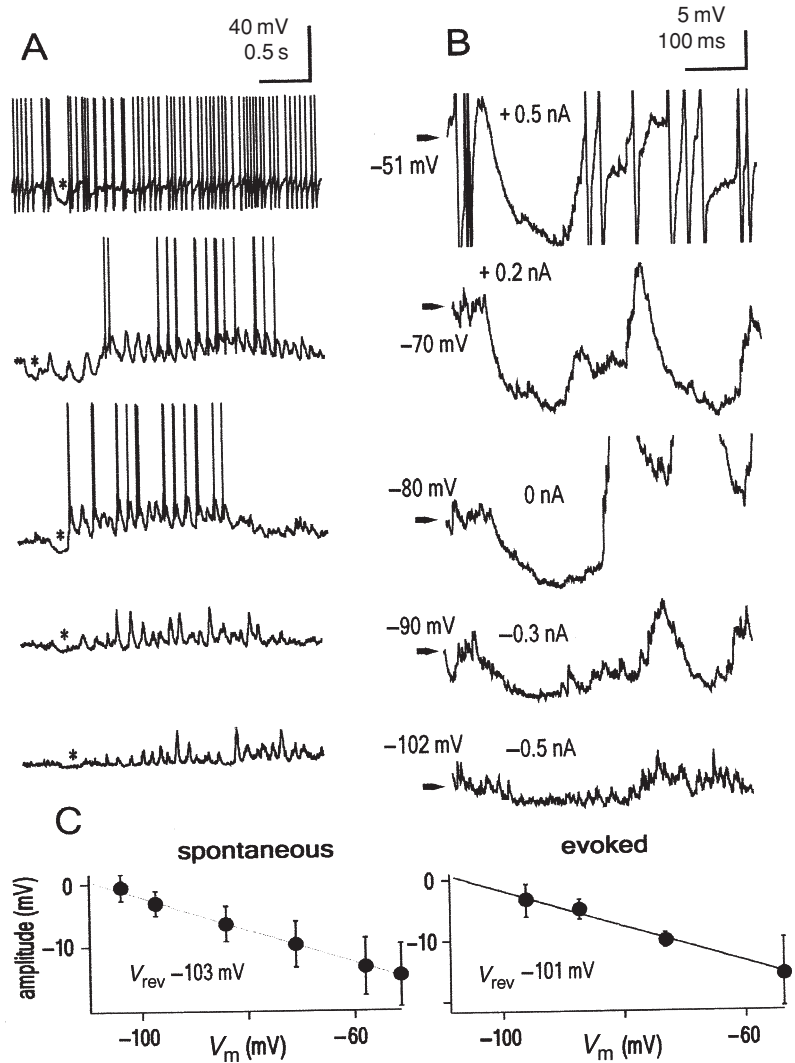 A
40 mV
0.5 s
B
5 mV
100 ms
*
+ 0.5 nA
–51 mV
+ 0.2 nA
**
*
–70 mV
–80 mV
0 nA
*
–90 mV
–0.3 nA
*
–102 mV
–0.5 nA
*
C
spontaneous
evoked
amplitude (mV)
0
–10
Vrev –103 mV
–100
–60
Vm (mV)
0
–10
Vrev –101 mV
–100
–60
Vm (mV)